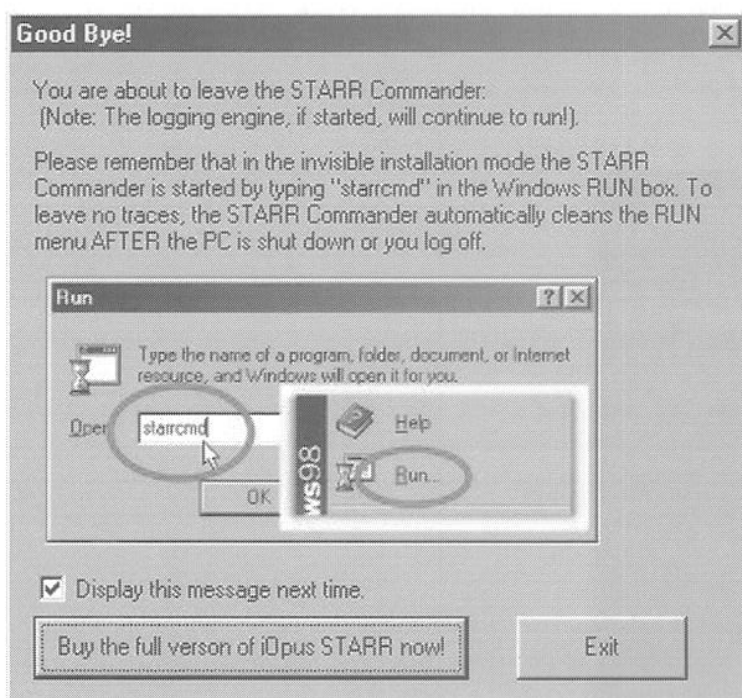 Good Bye!
You are about to leave the STARR Commander:
(Note: The logging engine, if started, will continue to run!).
Please remember that in the invisible installation mode the STARR
Commander is started by typing "starrcmd" in the Windows RUN box. To
leave no traces, the STARR Commander automatically cleans the RUN
menu AFTER the PC is shut down or you log off.
Run
Type the name of a program, folder, document, or Internet
resource, and Windows will open it for you.
Open
starrcmd
OK
ws98
Help
Run...
Display this message next time.
Buy the full verson of iOpus STARR now!
Exit